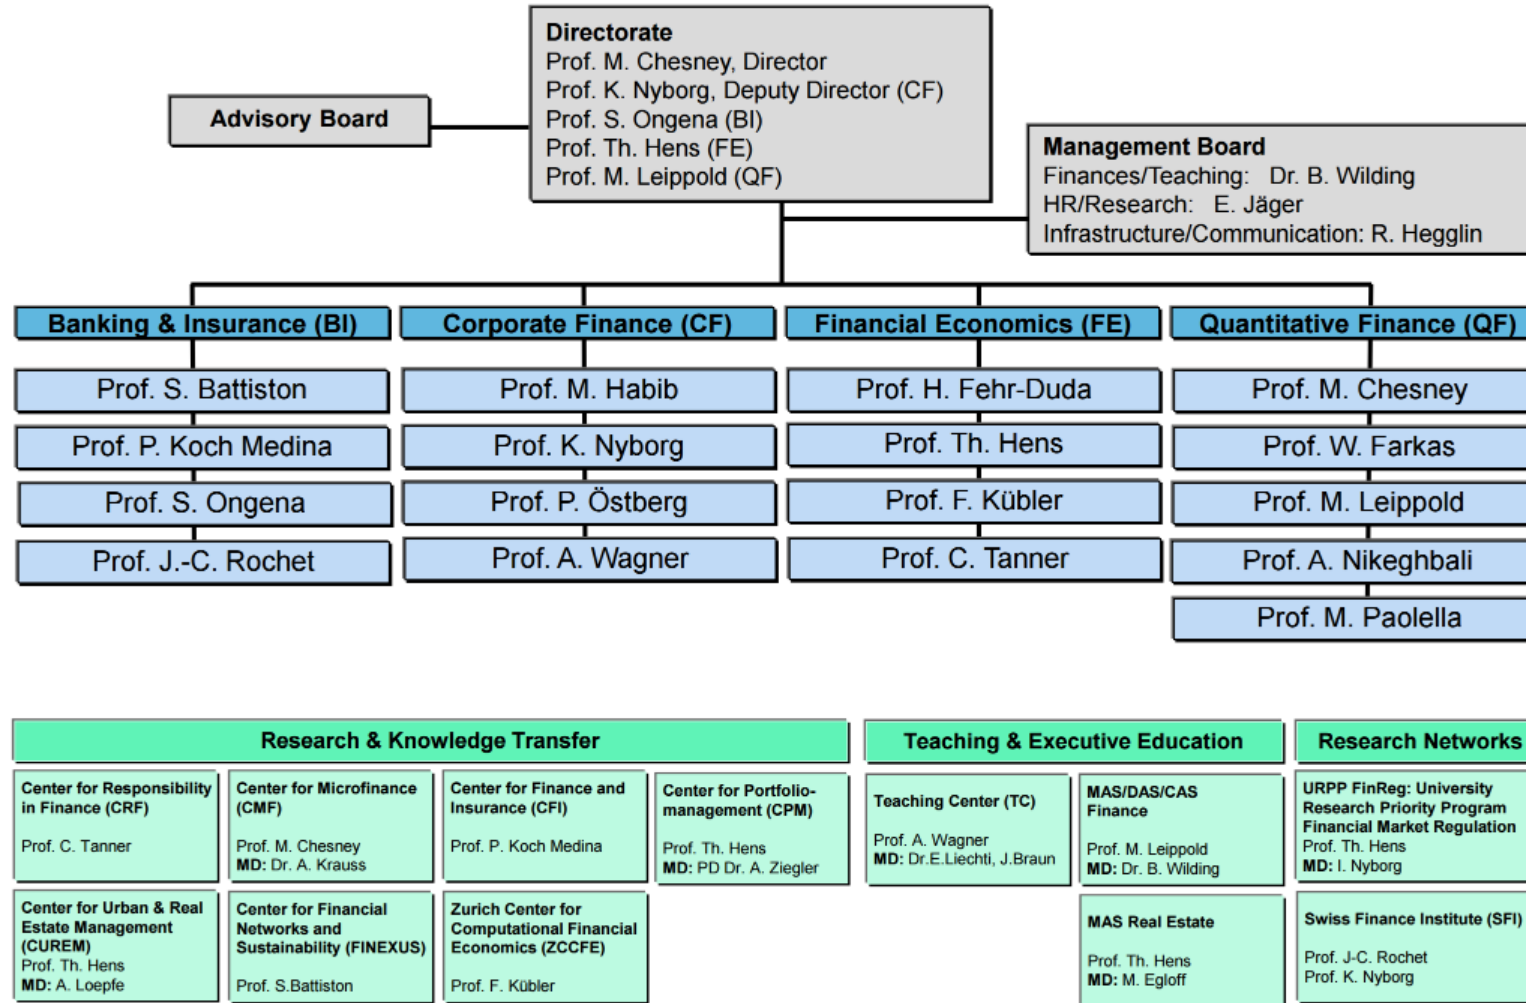 Directorate
Prof. M. Chesney, Director
Prof. K. Nyborg, Deputy Director (CF)
Prof. S. Ongena (BI)
Prof. Th. Hens (FE)
Prof. M. Leippold (QF)
Advisory Board
Management Board
Finances/Teaching: Dr. B. Wilding
HR/Research: E. Jäger
Infrastructure/Communication: R. Hegglin
Banking & Insurance (BI)
Prof. S. Battiston
Prof. P. Koch Medina
Prof. S. Ongena
Prof. J.-C. Rochet
Corporate Finance (CF)
Prof. M. Habib
Prof. K. Nyborg
Prof. P. Östberg
Prof. A. Wagner
Financial Economics (FE)
Prof. H. Fehr-Duda
Prof. Th. Hens
Prof. F. Kübler
Prof. C. Tanner
Quantitative Finance (QF)
Prof. M. Chesney
Prof. W. Farkas
Prof. M. Leippold
Prof. A. Nikeghbali
Prof. M. Paolella
Research & Knowledge Transfer
Center for Responsibility
in Finance (CRF)
Prof. C. Tanner
Center for Microfinance
(CMF)
Prof. M. Chesney
MD: Dr. A. Krauss
Center for Finance and
Insurance (CFI)
Prof. P. Koch Medina
Center for Portfolio-
management (CPM)
Prof. Th. Hens
MD: PD Dr. A. Ziegler
Center for Urban & Real
Estate Management
(CUREM)
Prof. Th. Hens
MD: A. Loepfe
Center for Financial
Networks and
Sustainability (FINEXUS)
Prof. S.Battiston
Zurich Center for
Computational Financial
Economics (ZCCFE)
Prof. F. Kübler
Teaching & Executive Education
Teaching Center (TC)
Prof. A. Wagner
MD: Dr.E.Liechti, J.Braun
MAS/DAS/CAS
Finance
Prof. M. Leippold
MD: Dr. B. Wilding
MAS Real Estate
Prof. Th. Hens
MD: M. Egloff
Research Networks
URPP FinReg: University
Research Priority Program
Financial Market Regulation
Prof. Th. Hens
MD: I. Nyborg
Swiss Finance Institute (SFI)
Prof. J-C. Rochet
Prof. K. Nyborg